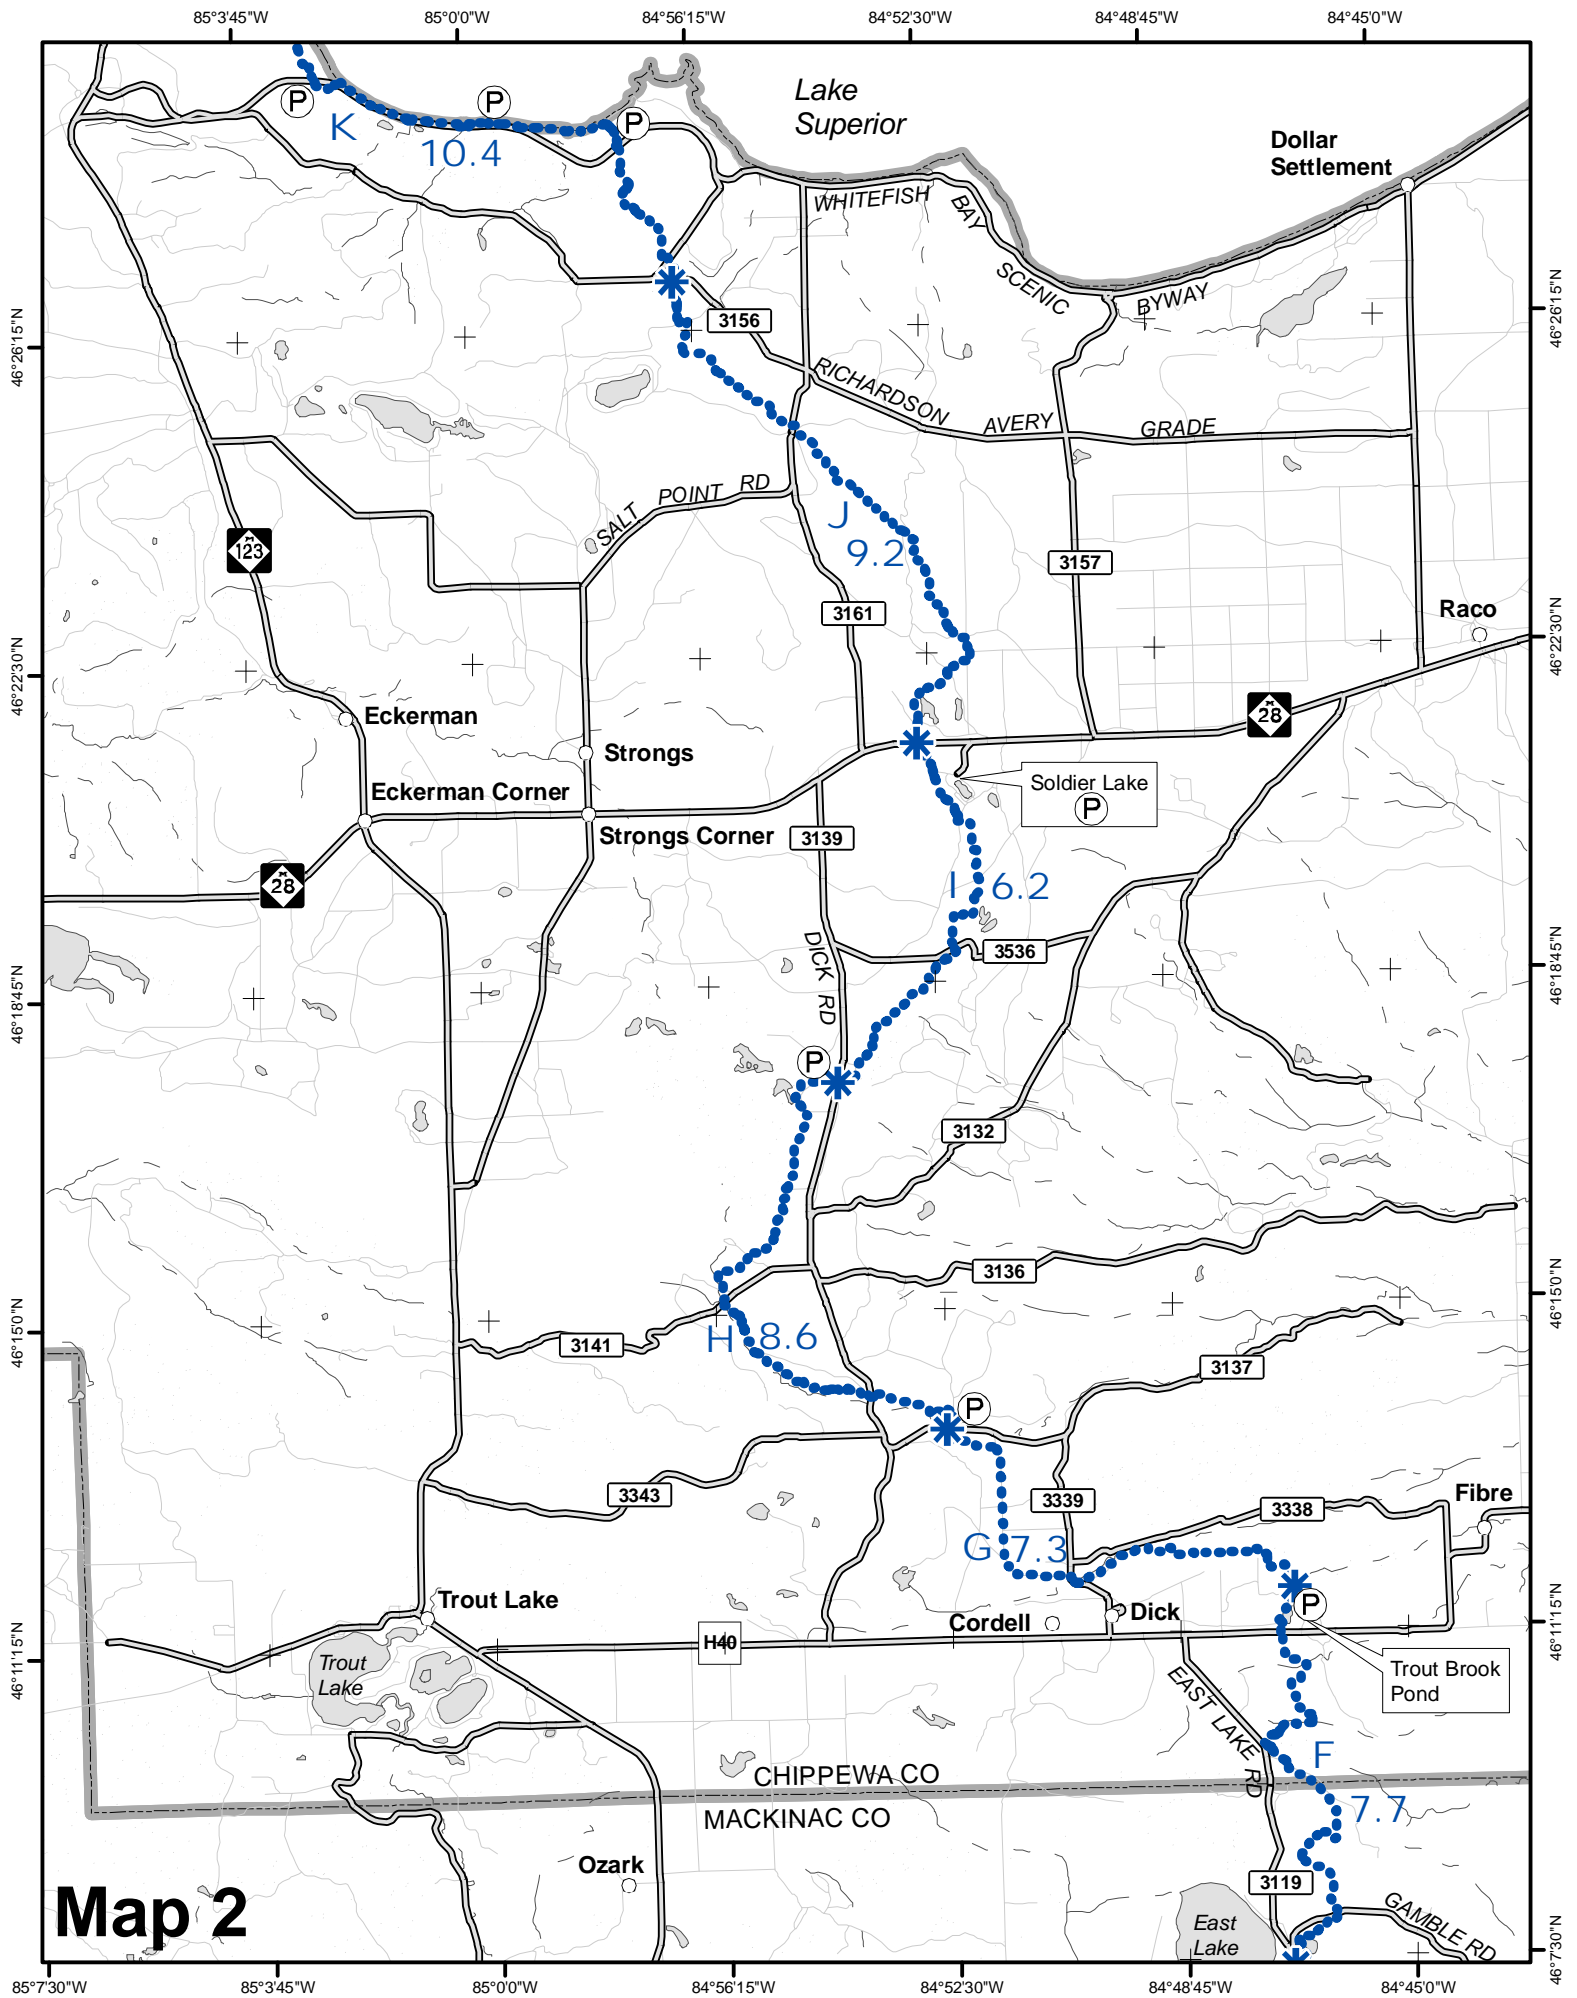 85°3'45"W
85°0'0"W
84°56'15"W
84°52'30"W
84°48'45"W
84°45'0"W
Lake
Superior
Dollar
Settlement
P
P
P
K
10.4
WHITEFISH
BAY
SCENIC
BYWAY
46°26'15"N
46°26'15"N
3156
RICHARDSON
AVERY
GRADE
SALT
POINT
RD
J
9.2
M
123
3157
3161
Raco
46°22'30"N
46°22'30"N
Eckerman
Strongs
M
28
Eckerman Corner
Soldier Lake
P
Strongs Corner
3139
M
28
I
6.2
DICK
RD
3536
46°18'45"N
46°18'45"N
P
3132
3136
46°15'0"N
46°15'0"N
H
8.6
3141
3137
P
3343
3339
3338
Fibre
G
7.3
Trout Lake
Cordell
Dick
P
H40
46°11'15"N
46°11'15"N
Trout
Lake
Trout Brook
Pond
EAST
LAKE
RD
F
7.7
CHIPPEWA CO
MACKINAC CO
Ozark
3119
GAMBLE RD
Map 2
East
Lake
46°7'30"N
85°7'30"W
85°3'45"W
85°0'0"W
84°56'15"W
84°52'30"W
84°48'45"W
84°45'0"W